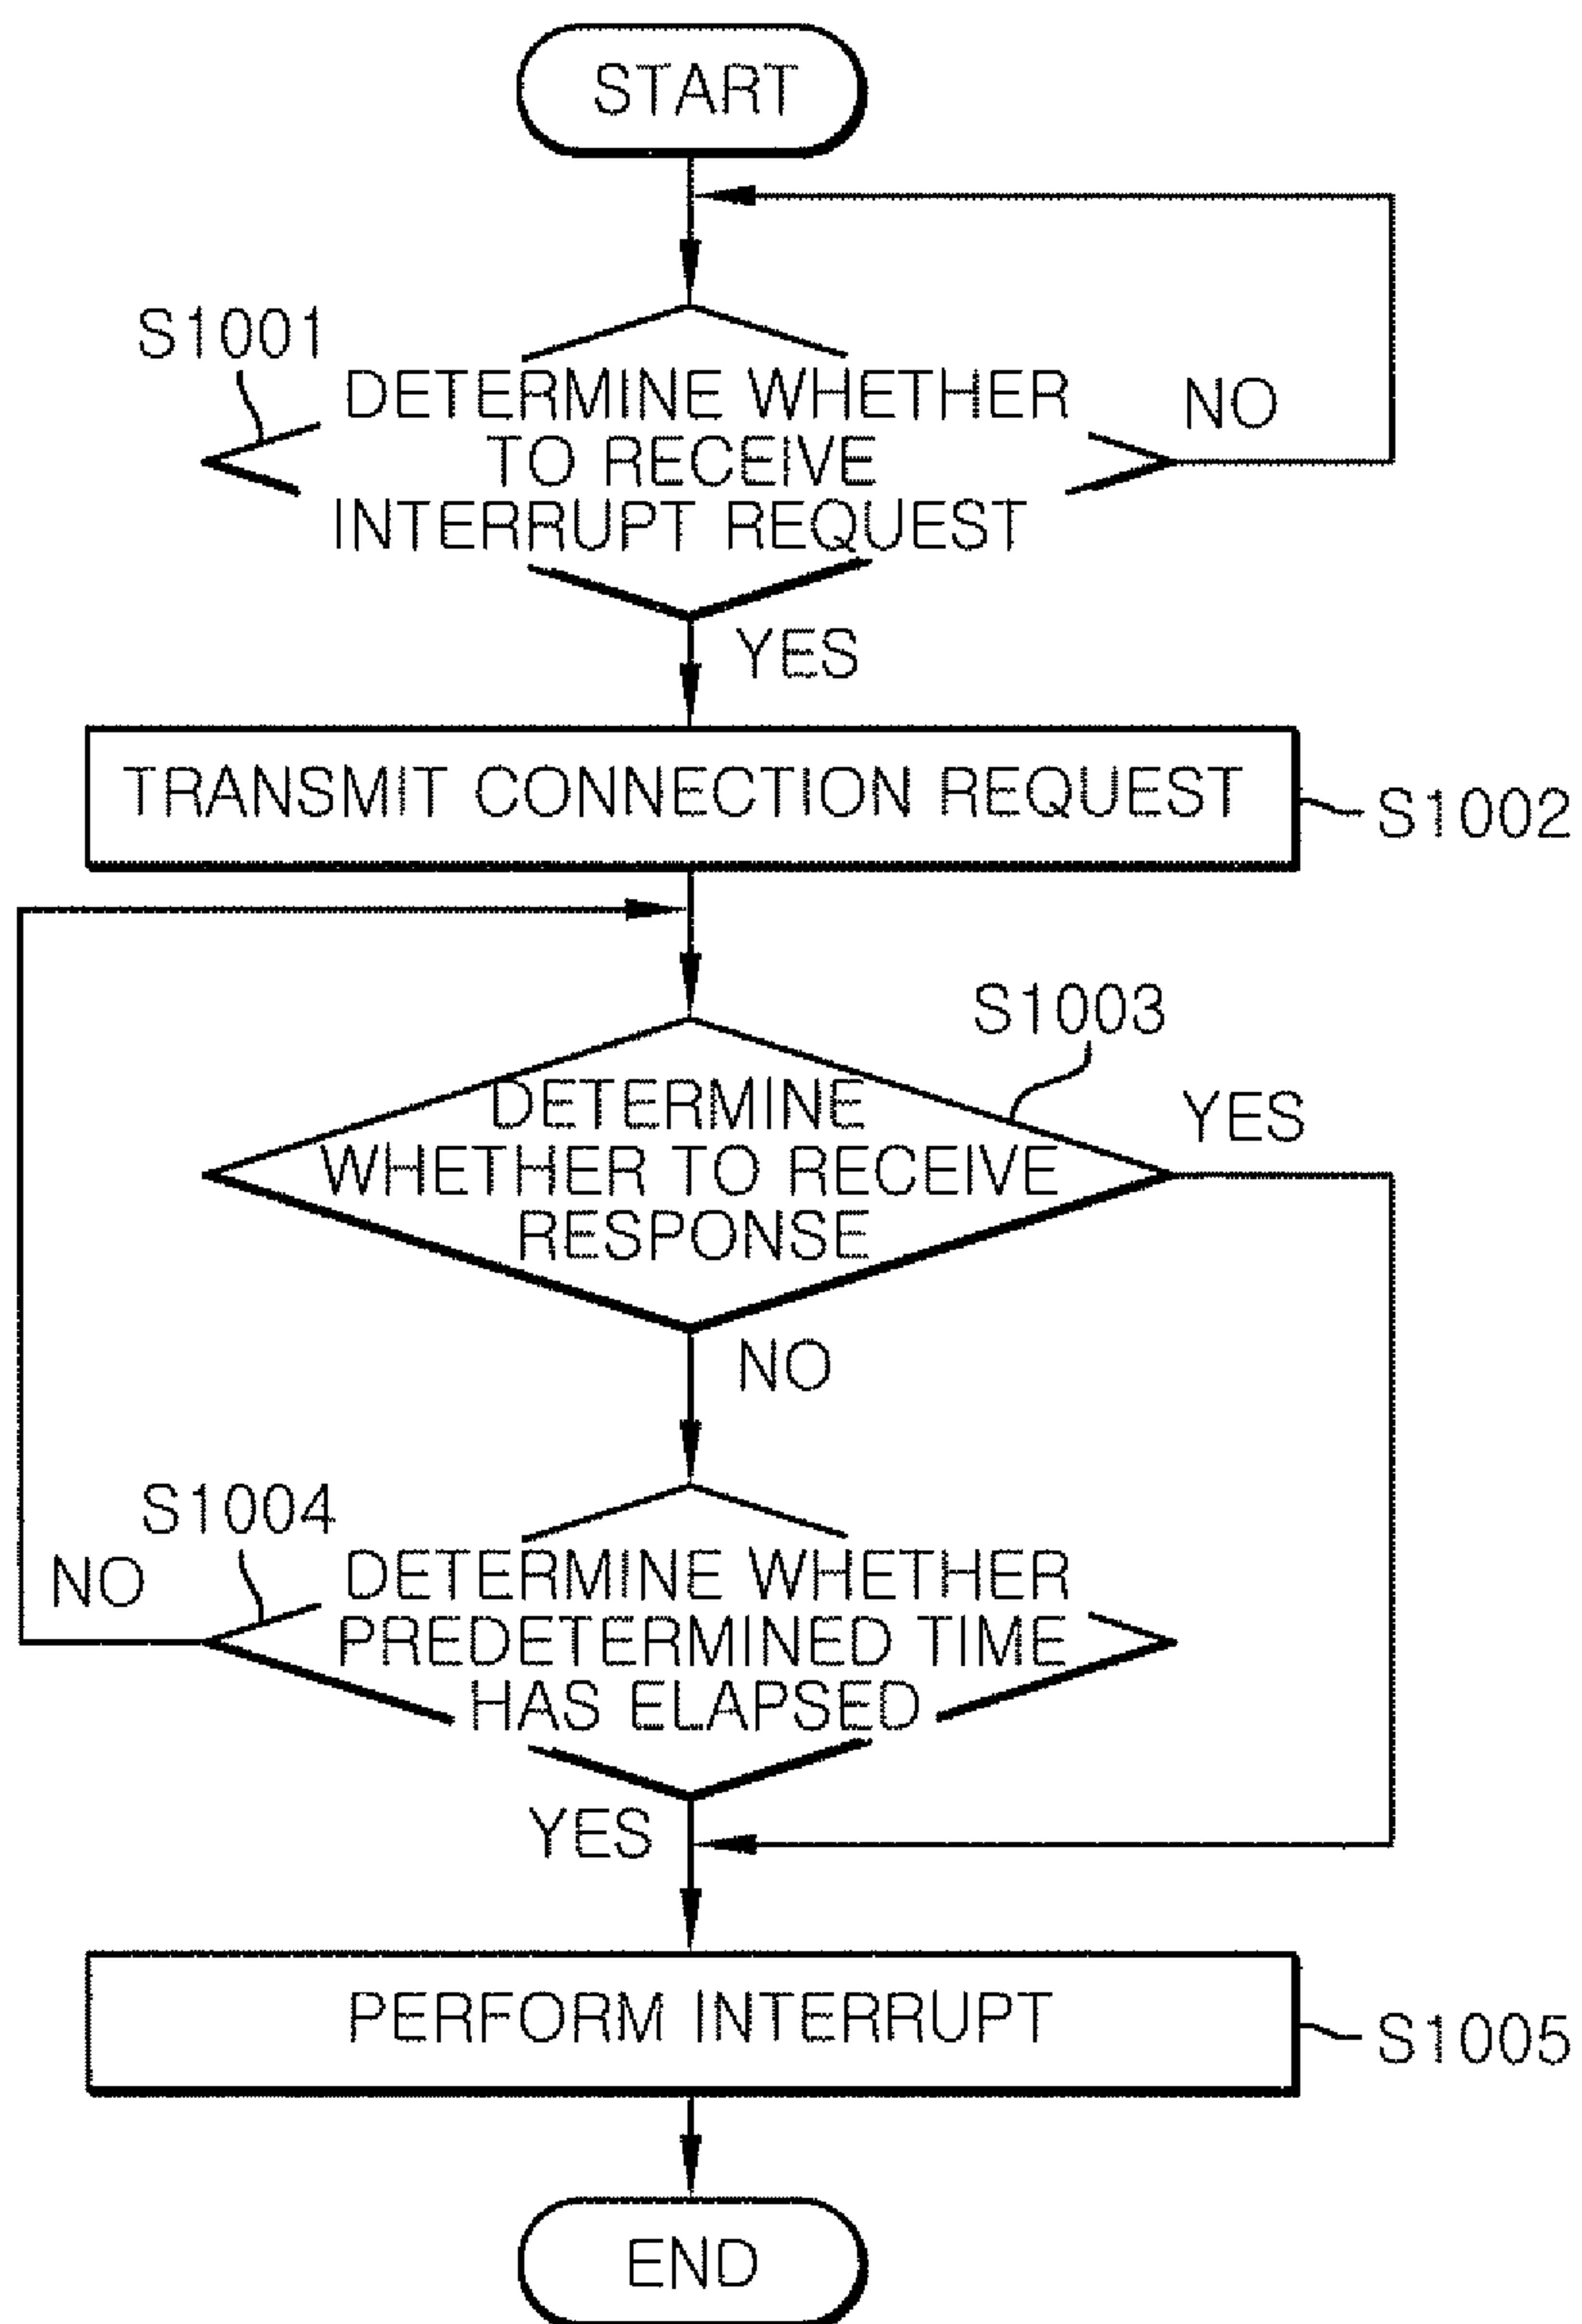 START
S1001
DETERMINE WHETHER
TO RECEIVE
INTERRUPT REQUEST
NO
YES
TRANSMIT CONNECTION REQUEST
S1002
S1003
DETERMINE
WHETHER TO RECEIVE
RESPONSE
YES
NO
S1004
NO
DETERMINE WHETHER
PREDETERMINED TIME
HAS ELAPSED
YES
PERFORM INTERRUPT
S1005
END